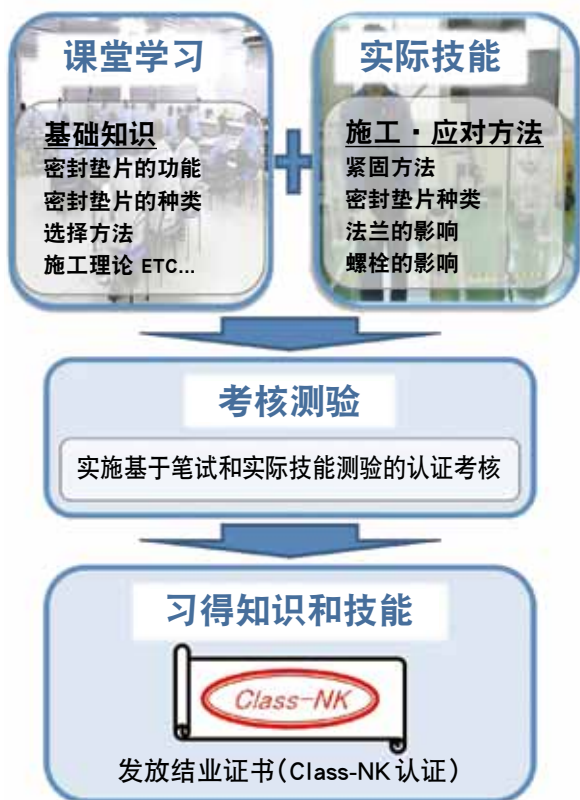 课堂学习
基础知识
密封垫片的功能
密封垫片的种类
选择方法
施工理论 ETC...
+
实际技能
施工・应对方法
紧固方法
密封垫片种类
法兰的影响
螺栓的影响
考核测验
实施基于笔试和实际技能测验的认证考核
习得知识和技能
Class-NK
发放结业证书(Class-NK认证)